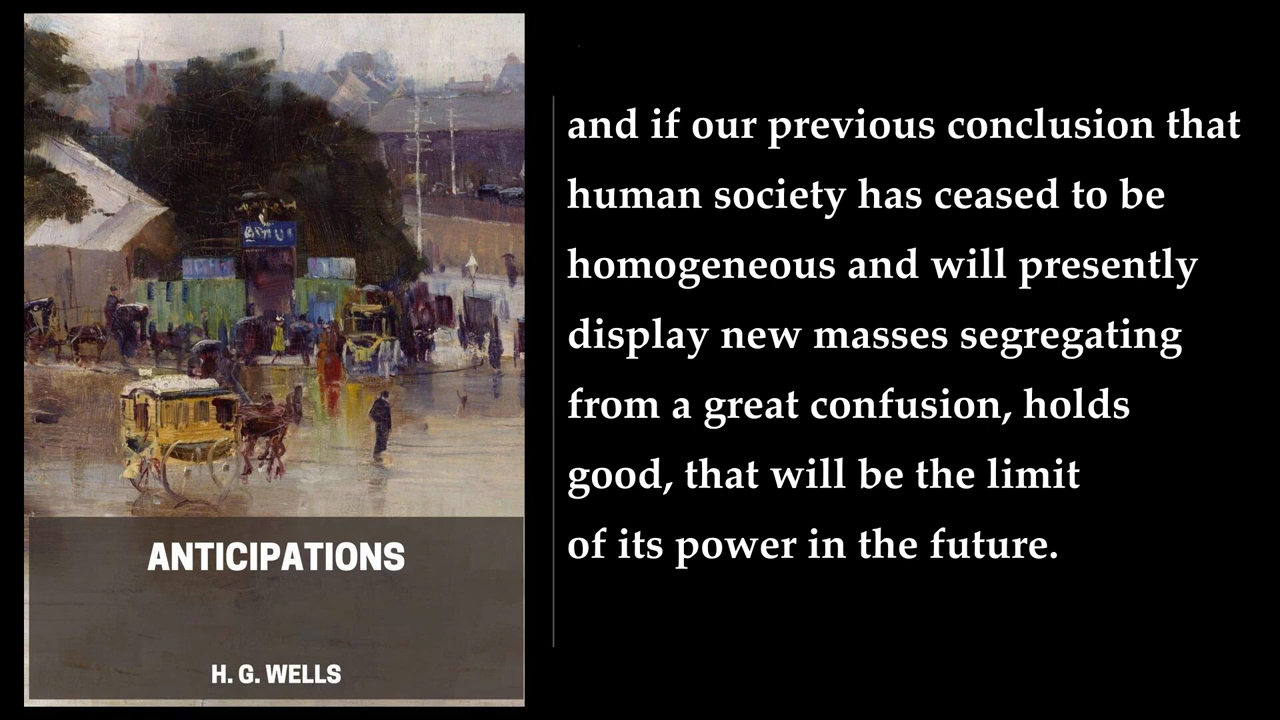 ANTICIPATIONS
H. G. WELLS
and if our previous conclusion that
human society has ceased to be
homogeneous and will presently
display new masses segregating
from a great confusion, holds
good, that will be the limit
of its power in the future.